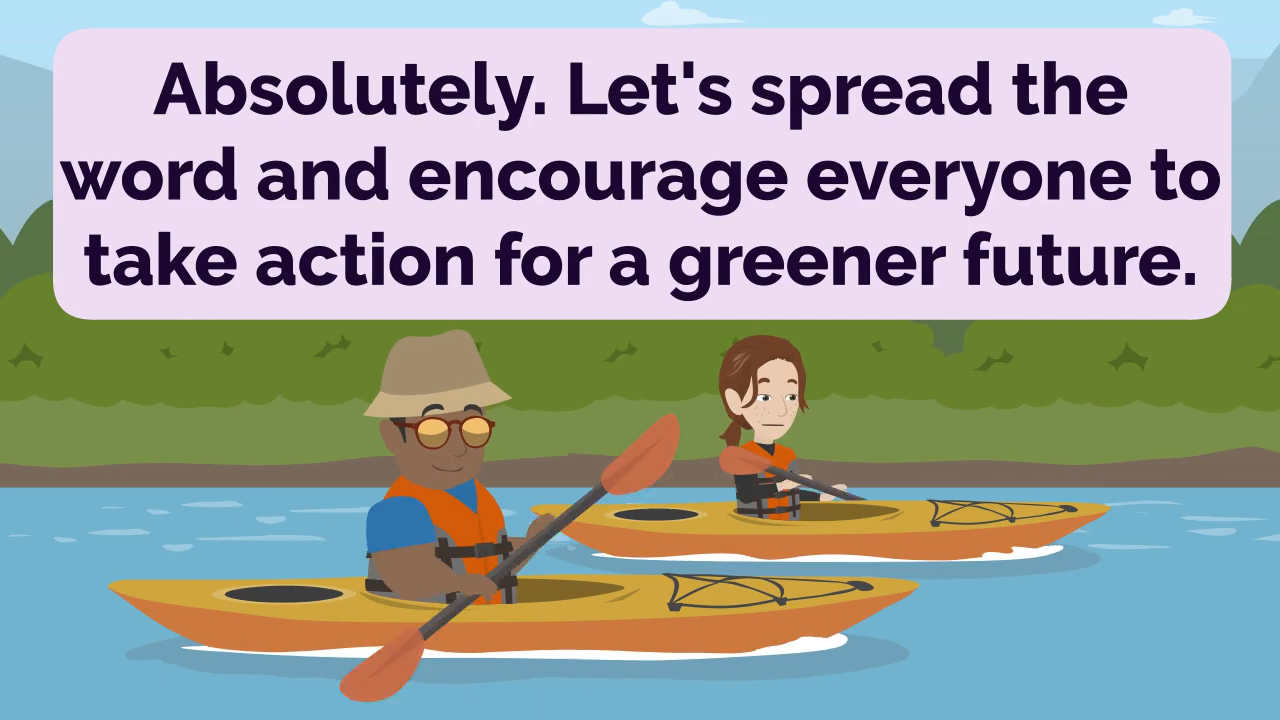 Absolutely. Let's spread the
word and encourage everyone to
take action for a greener future.